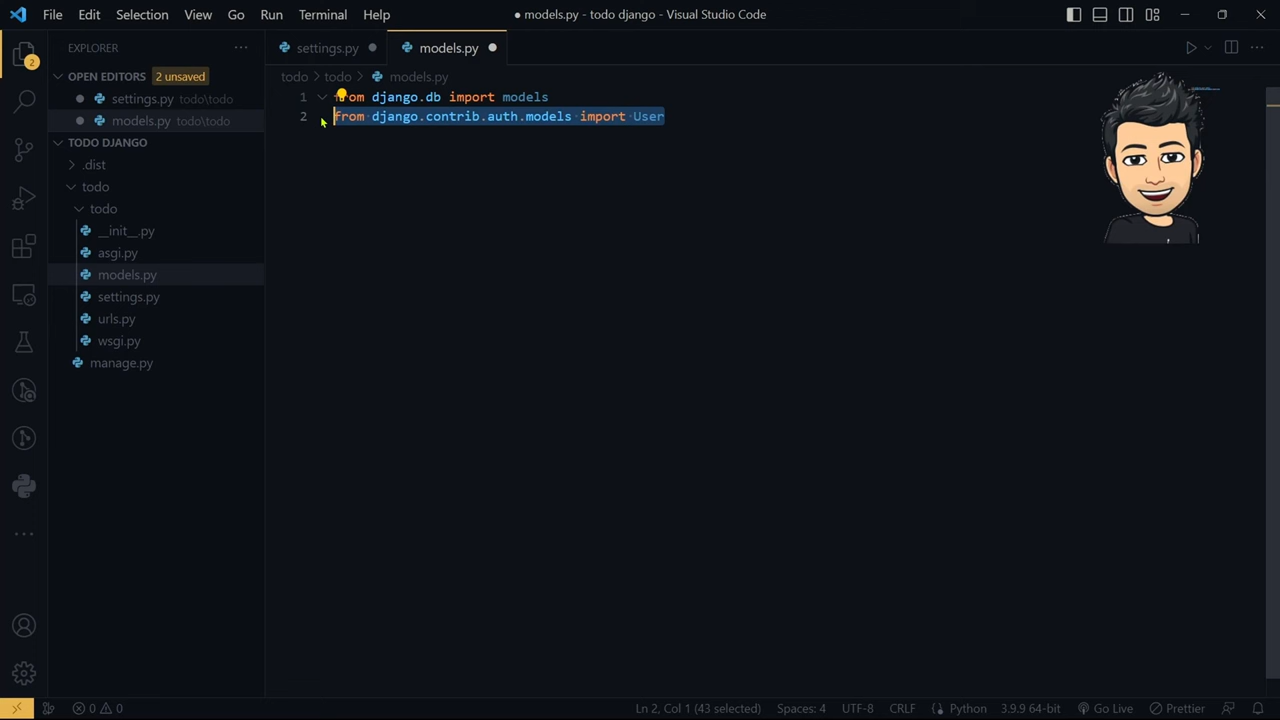 File Edit Selection View Go Run Terminal Help
● models.py - todo django - Visual Studio Code
EXPLORER
2
OPEN EDITORS 2 unsaved
settings.py todo\todo
models.py todo\todo
TODO DJANGO
.dist
todo
todo
__init__.py
asgi.py
models.py
settings.py
urls.py
wsgi.py
manage.py
settings.py
models.py
todo > todo > models.py
1 from django.db import models
2 from django.contrib.auth.models import User
0 0
Ln 2, Col 1 (43 selected) Spaces: 4 UTF-8 CRLF Python 3.9.9 64-bit Go Live Prettier